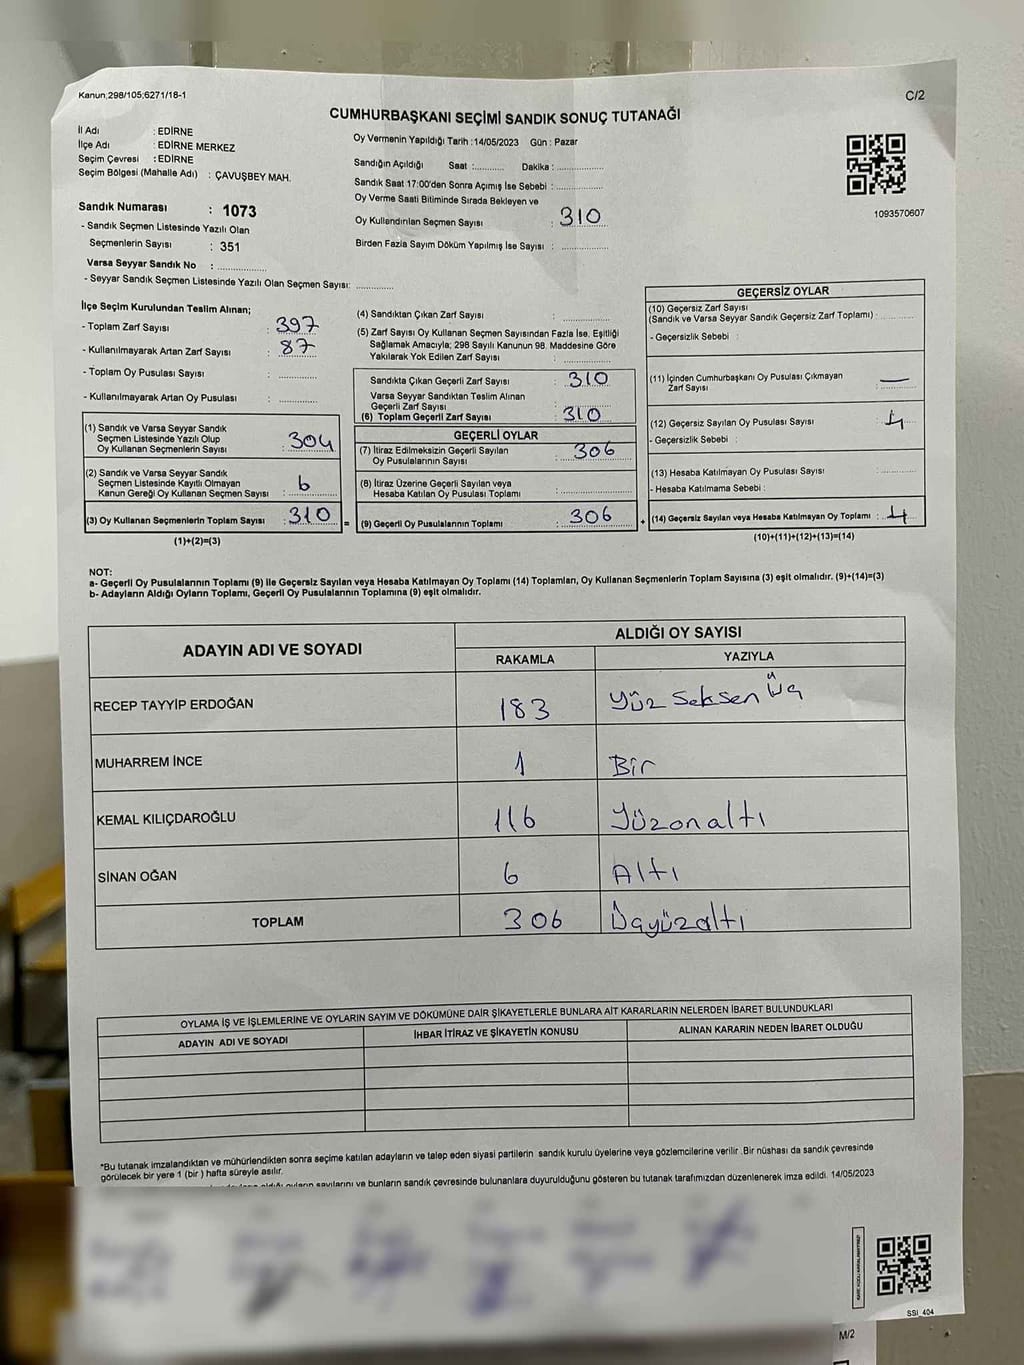 Kanun;298/105;6271/18-1
C/2
CUMHURBAŞKANI SEÇİMİ SANDIK SONUÇ TUTANAĞI
İl Adı : EDİRNE
İlçe Adı : EDİRNE MERKEZ
Seçim Çevresi : EDİRNE
Seçim Bölgesi (Mahalle Adı) : ÇAVUŞBEY MAH.
Sandık Numarası : 1073
- Sandık Seçmen Listesinde Yazılı Olan
Seçmenlerin Sayısı : 351
Varsa Seyyar Sandık No : ..................
- Seyyar Sandık Seçmen Listesinde Yazılı Olan Seçmen Sayısı: ............
Oy Vermenin Yapıldığı Tarih : 14/05/2023 Gün : Pazar
Sandığın Açıldığı Saat :........... Dakika : ................
Sandık Saat 17:00'den Sonra Açımış İse Sebebi : ................
Oy Verme Saati Bitiminde Sırada Bekleyen ve
Oy Kullandırılan Seçmen Sayısı : 310
Birden Fazla Sayım Döküm Yapılmış İse Sayısı : ................
1093570607
İlçe Seçim Kurulundan Teslim Alınan;
- Toplam Zarf Sayısı : 397
- Kullanılmayarak Artan Zarf Sayısı : 87
- Toplam Oy Pusulası Sayısı : .............
- Kullanılmayarak Artan Oy Pusulası : .............
(1) Sandık ve Varsa Seyyar Sandık
Seçmen Listesinde Yazılı Olup
Oy Kullanan Seçmenlerin Sayısı : 304
(2) Sandık ve Varsa Seyyar Sandık
Seçmen Listesinde Kayıtlı Olmayan
Kanun Gereği Oy Kullanan Seçmen Sayısı : 6
(3) Oy Kullanan Seçmenlerin Toplam Sayısı : 310 =
(1)+(2)=(3)
(4) Sandıktan Çıkan Zarf Sayısı : ................
(5) Zarf Sayısı Oy Kullanan Seçmen Sayısından Fazla İse, Eşitliği
Sağlamak Amacıyla; 298 Sayılı Kanunun 98. Maddesine Göre
Yakılarak Yok Edilen Zarf Sayısı : ................
Sandıkta Çıkan Geçerli Zarf Sayısı : 310
Varsa Seyyar Sandıktan Teslim Alınan
Geçerli Zarf Sayısı :
(6) Toplam Geçerli Zarf Sayısı : 310
GEÇERLİ OYLAR
(7) İtiraz Edilmeksizin Geçerli Sayılan
Oy Pusulalarının Sayısı : 306
(8) İtiraz Üzerine Geçerli Sayılan veya
Hesaba Katılan Oy Pusulası Toplamı : ................
(9) Geçerli Oy Pusulalarının Toplamı : 306 +
GEÇERSİZ OYLAR
(10) Geçersiz Zarf Sayısı
(Sandık ve Varsa Seyyar Sandık Geçersiz Zarf Toplamı) : ............
- Geçersizlik Sebebi :
(11) İçinden Cumhurbaşkanı Oy Pusulası Çıkmayan
Zarf Sayısı : —
(12) Geçersiz Sayılan Oy Pusulası Sayısı : 4
- Geçersizlik Sebebi :
(13) Hesaba Katılmayan Oy Pusulası Sayısı : ............
- Hesaba Katılmama Sebebi :
(14) Geçersiz Sayılan veya Hesaba Katılmayan Oy Toplamı : 4
(10)+(11)+(12)+(13)=(14)
NOT:
a- Geçerli Oy Pusulalarının Toplamı (9) ile Geçersiz Sayılan veya Hesaba Katılmayan Oy Toplamı (14) Toplamları, Oy Kullanan Seçmenlerin Toplam Sayısına (3) eşit olmalıdır. (9)+(14)=(3)
b- Adayların Aldığı Oyların Toplamı, Geçerli Oy Pusulalarının Toplamına (9) eşit olmalıdır.
ADAYIN ADI VE SOYADI ALDIĞI OY SAYISI
RAKAMLA YAZIYLA
RECEP TAYYİP ERDOĞAN 183 Yüz Seksen Üç
MUHARREM İNCE 1 Bir
KEMAL KILIÇDAROĞLU 116 Yüzonaltı
SİNAN OĞAN 6 Altı
TOPLAM 306 Üçyüzaltı
OYLAMA İŞ VE İŞLEMLERİNE VE OYLARIN SAYIM VE DÖKÜMÜNE DAİR ŞİKAYETLERLE BUNLARA AİT KARARLARIN NELERDEN İBARET BULUNDUKLARI
ADAYIN ADI VE SOYADI İHBAR İTİRAZ VE ŞİKAYETİN KONUSU ALINAN KARARIN NEDEN İBARET OLDUĞU
*Bu tutanak imzalandıktan ve mühürlendikten sonra seçime katılan adayların ve talep eden siyasi partilerin sandık kurulu üyelerine veya gözlemcilerine verilir. Bir nüshası da sandık çevresinde
görülecek bir yere 1 (bir ) hafta süreyle asılır.
sayılarını ve bunların sandık çevresinde bulunanlara duyurulduğunu gösteren bu tutanak tarafımızdan düzenlenerek imza edildi. 14/05/2023
SSİ_404
M/2